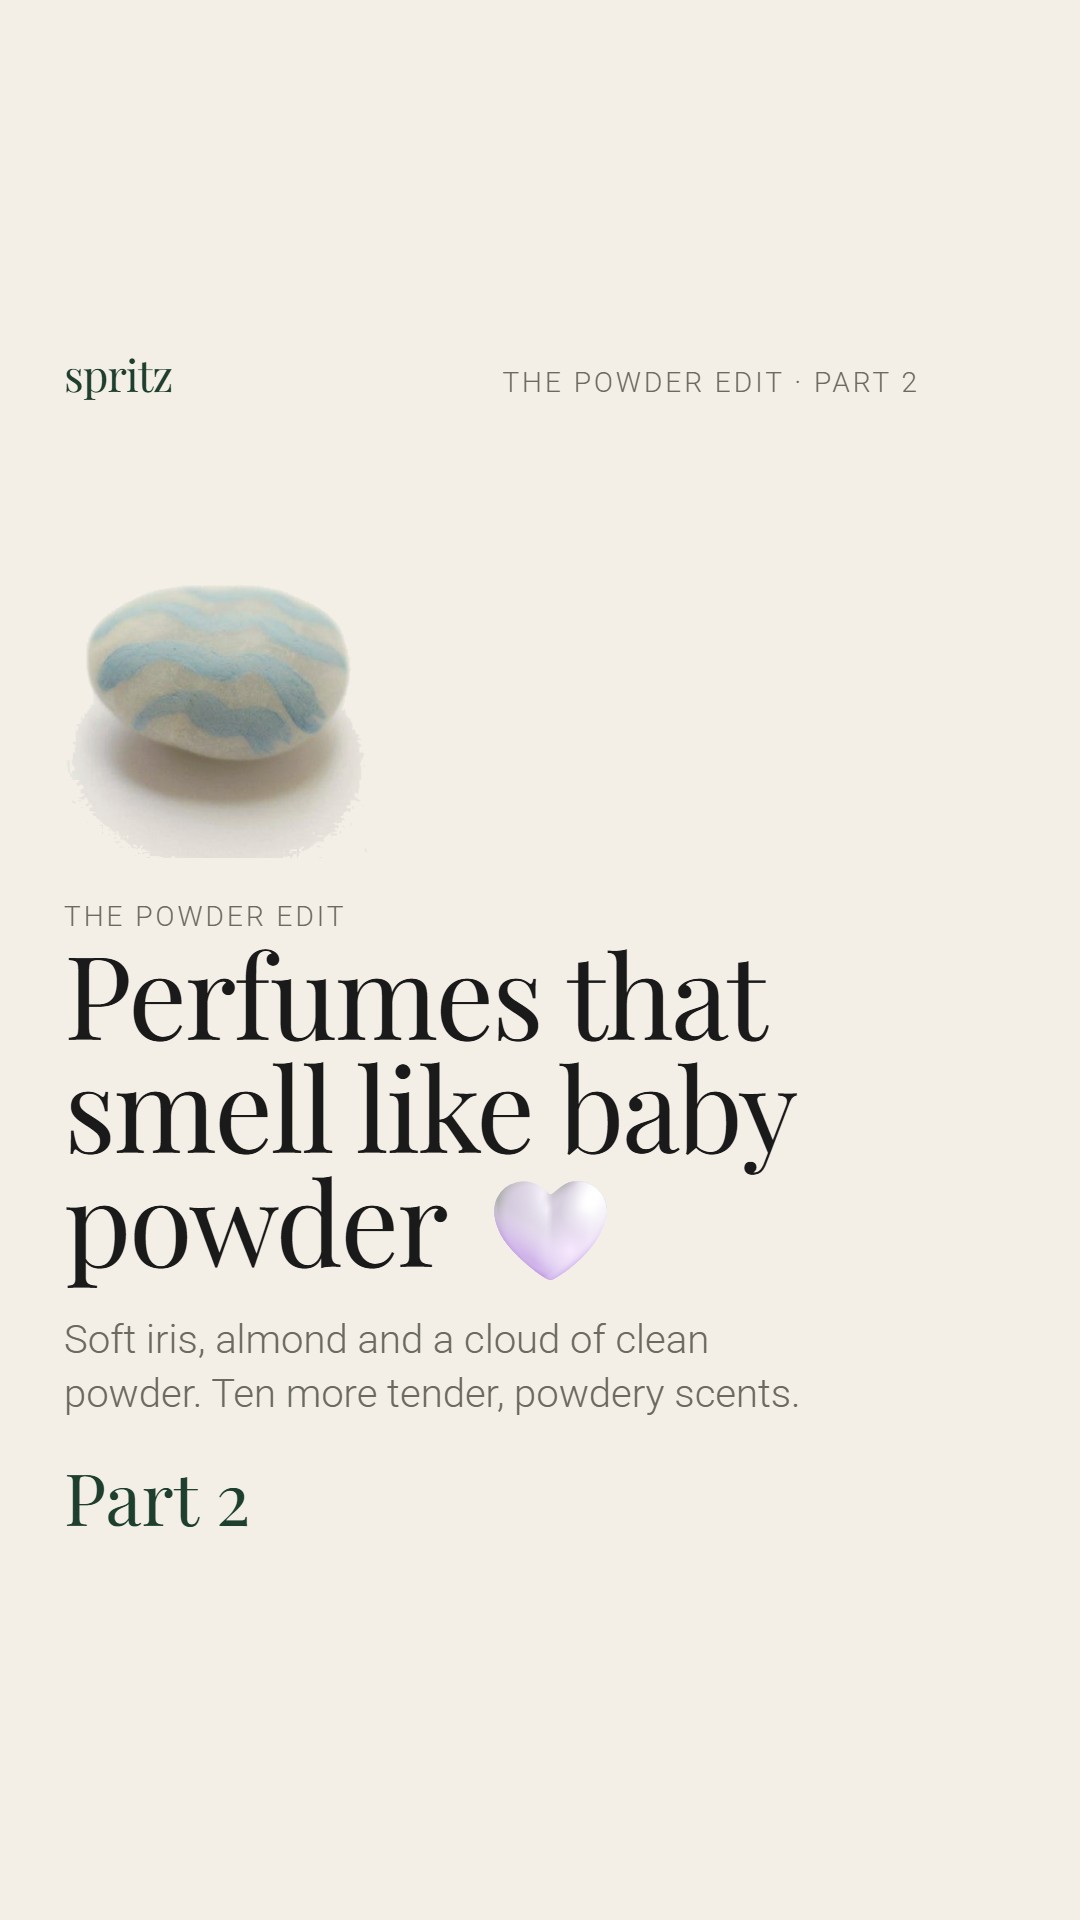 spritz
THE POWDER EDIT · PART 2
THE POWDER EDIT
Perfumes that
smell like baby
powder
Soft iris, almond and a cloud of clean
powder. Ten more tender, powdery scents.
Part 2